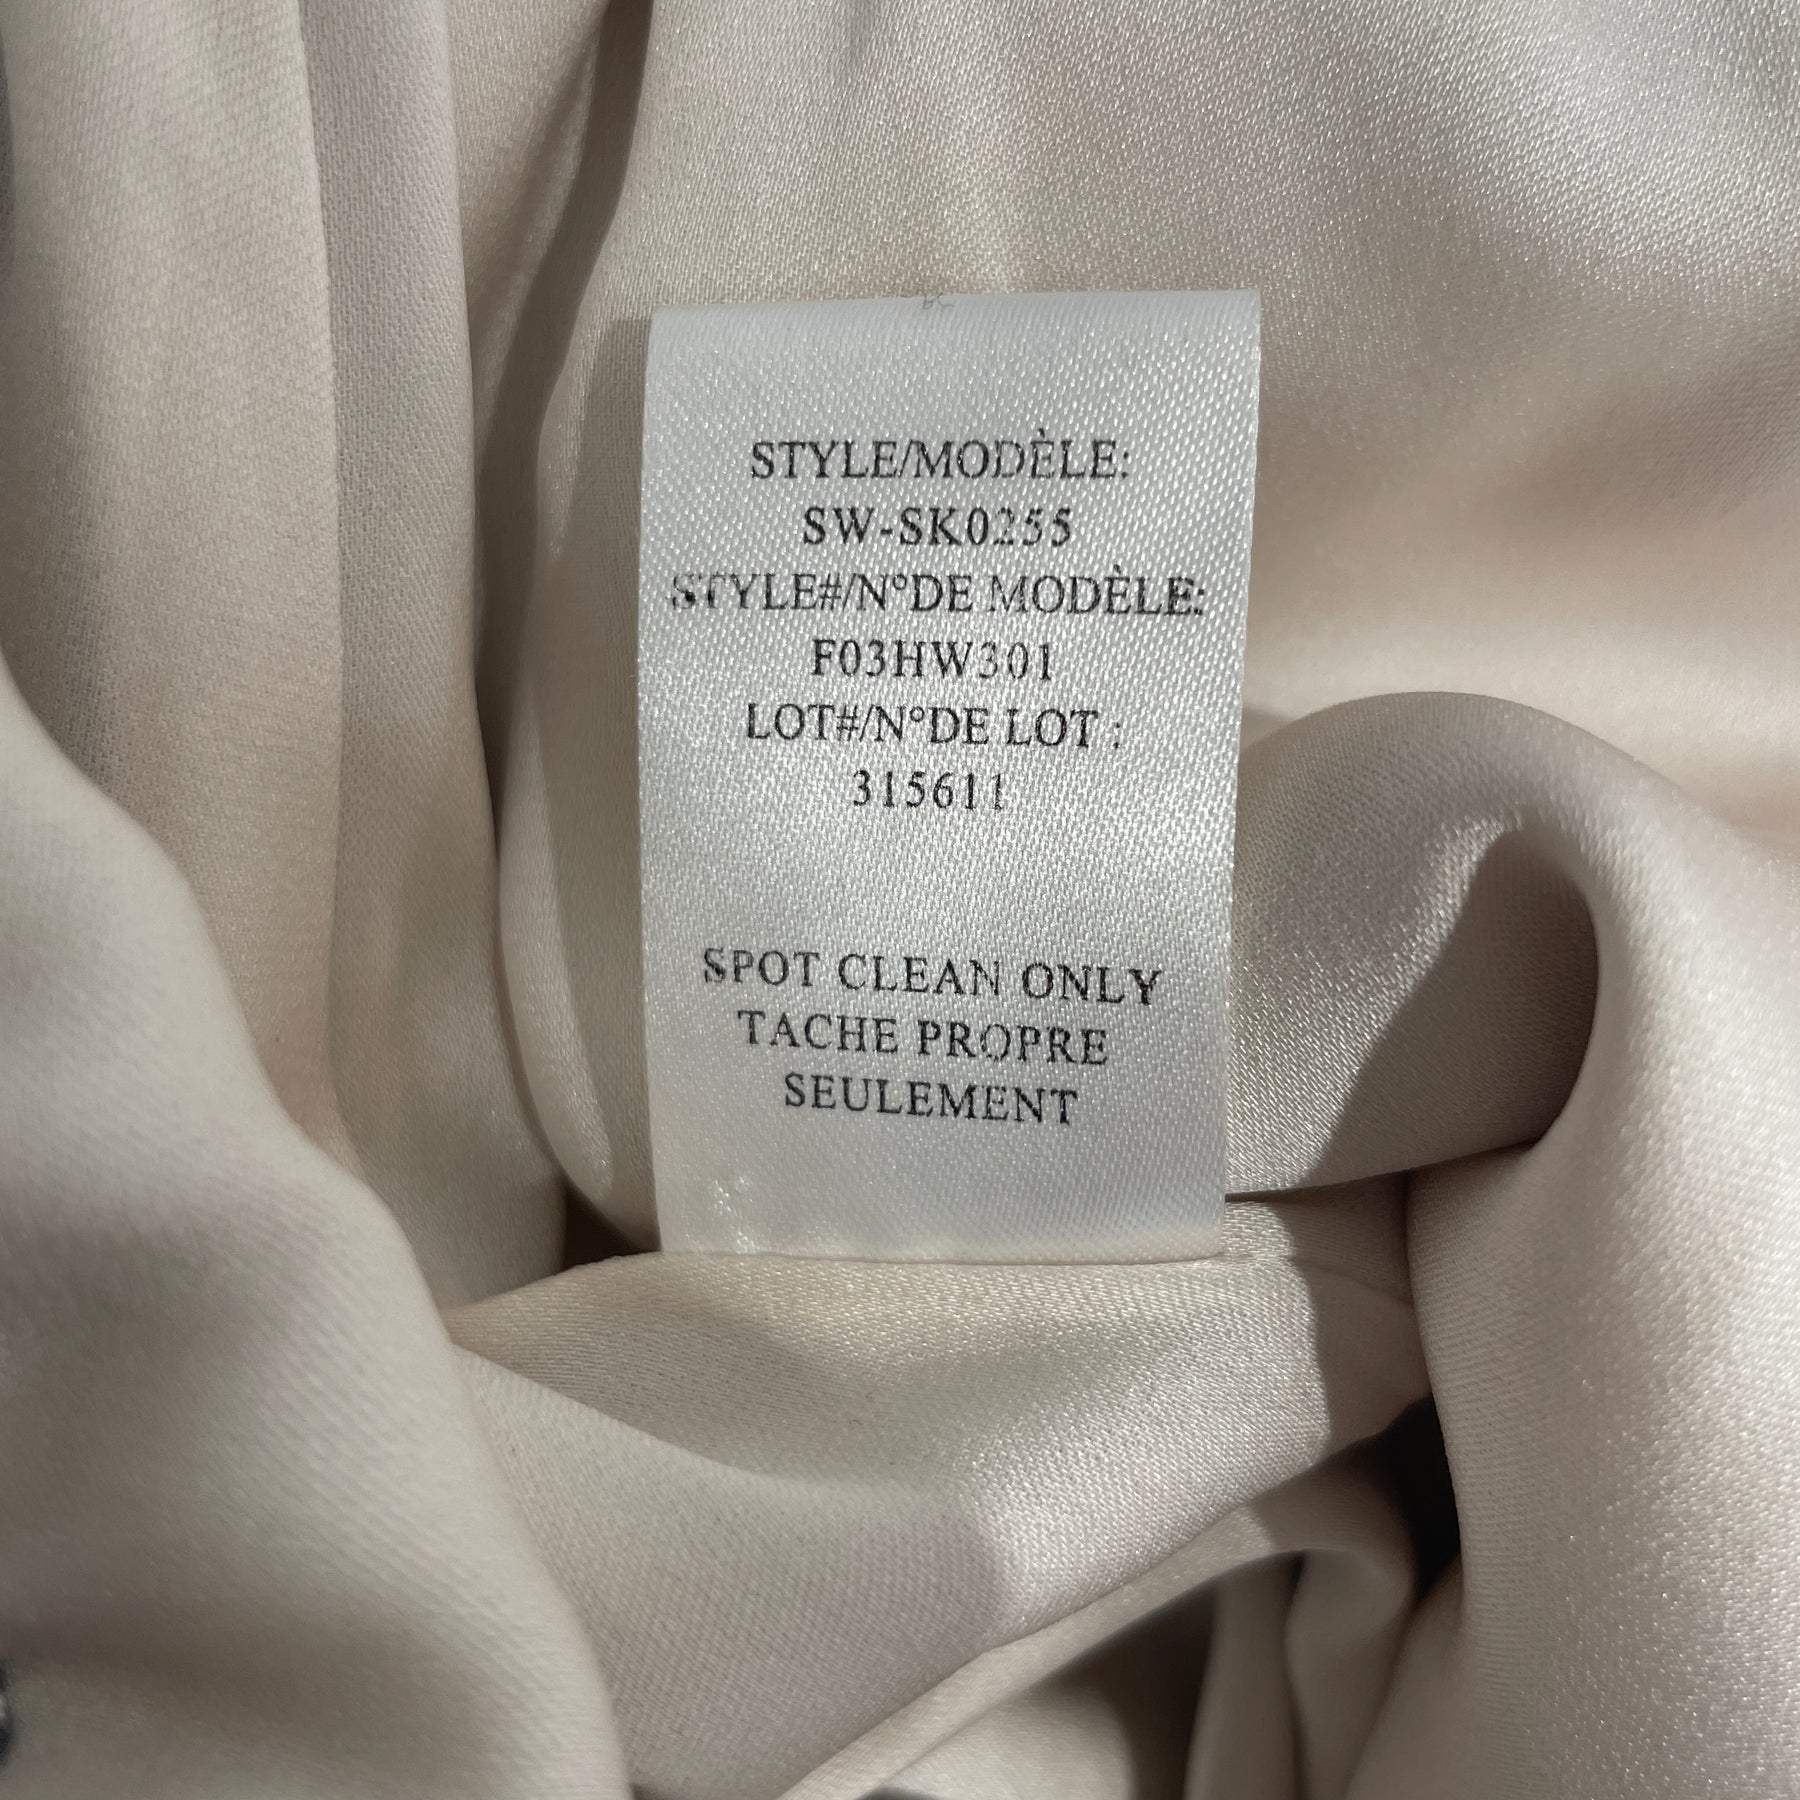 STYLE/MODÈLE:
SW-SK0255
STYLE#/N°DE MODÈLE:
F03HW301
LOT#/N°DE LOT :
315611
SPOT CLEAN ONLY
TACHE PROPRE
SEULEMENT